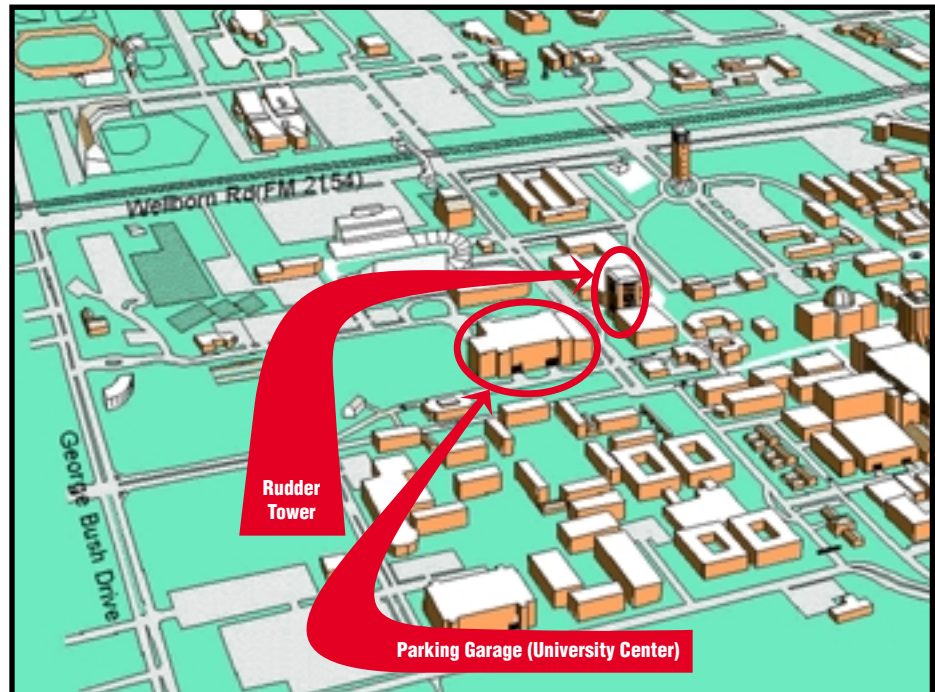 Wellborn Rd(FM 2154)
George Bush Drive
Rudder
Tower
Parking Garage (University Center)